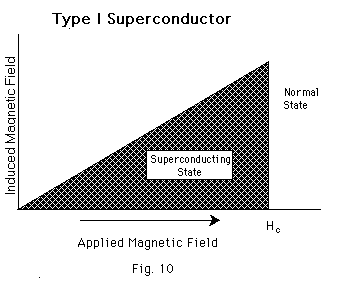 Type I Superconductor
Induced Magnetic Field
Normal
State
Superconducting
State
Hc
Applied Magnetic Field
Fig. 10